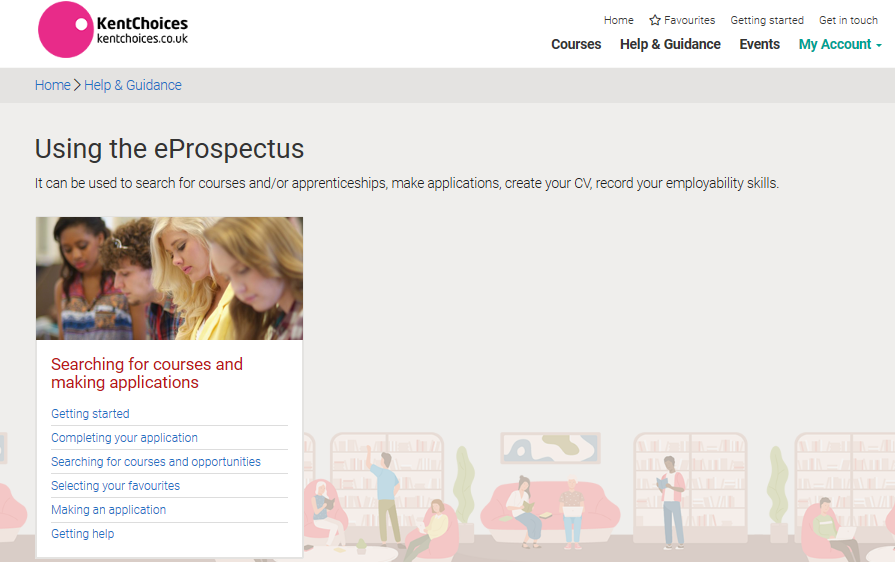 KentChoices
kentchoices.co.uk
Home Favourites Getting started Get in touch
Courses Help & Guidance Events My Account
Home > Help & Guidance
Using the eProspectus
It can be used to search for courses and/or apprenticeships, make applications, create your CV, record your employability skills.
Searching for courses and
making applications
Getting started
Completing your application
Searching for courses and opportunities
Selecting your favourites
Making an application
Getting help